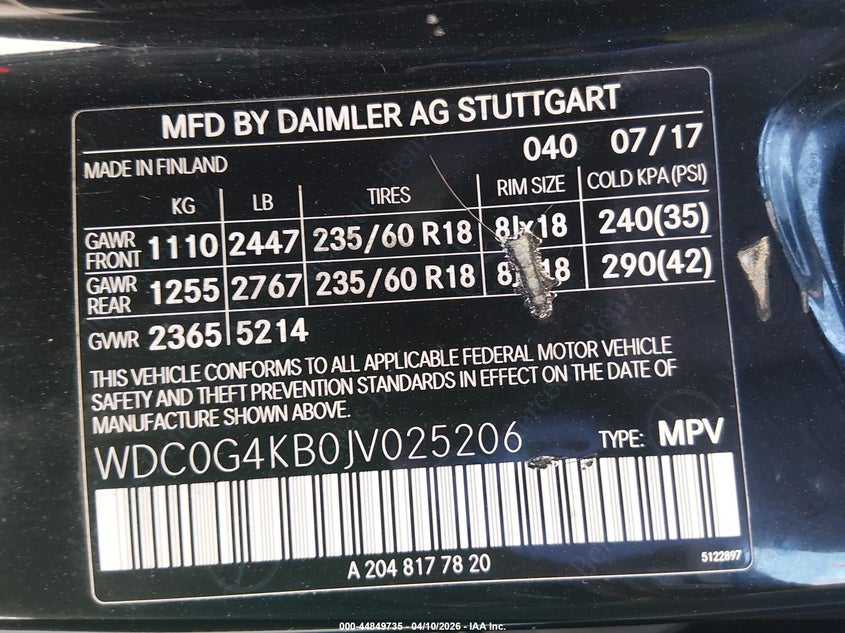 MFD BY DAIMLER AG STUTTGART
MADE IN FINLAND 040 07/17
KG LB TIRES RIM SIZE COLD KPA (PSI)
GAWR FRONT 1110 2447 235/60 R18 8Jx18 240(35)
GAWR REAR 1255 2767 235/60 R18 8Jx18 290(42)
GVWR 2365 5214
THIS VEHICLE CONFORMS TO ALL APPLICABLE FEDERAL MOTOR VEHICLE
SAFETY AND THEFT PREVENTION STANDARDS IN EFFECT ON THE DATE OF
MANUFACTURE SHOWN ABOVE.
WDC0G4KB0JV025206 TYPE: MPV
A 204 817 78 20
5122897
000-44849735 - 04/10/2026 - IAA Inc.